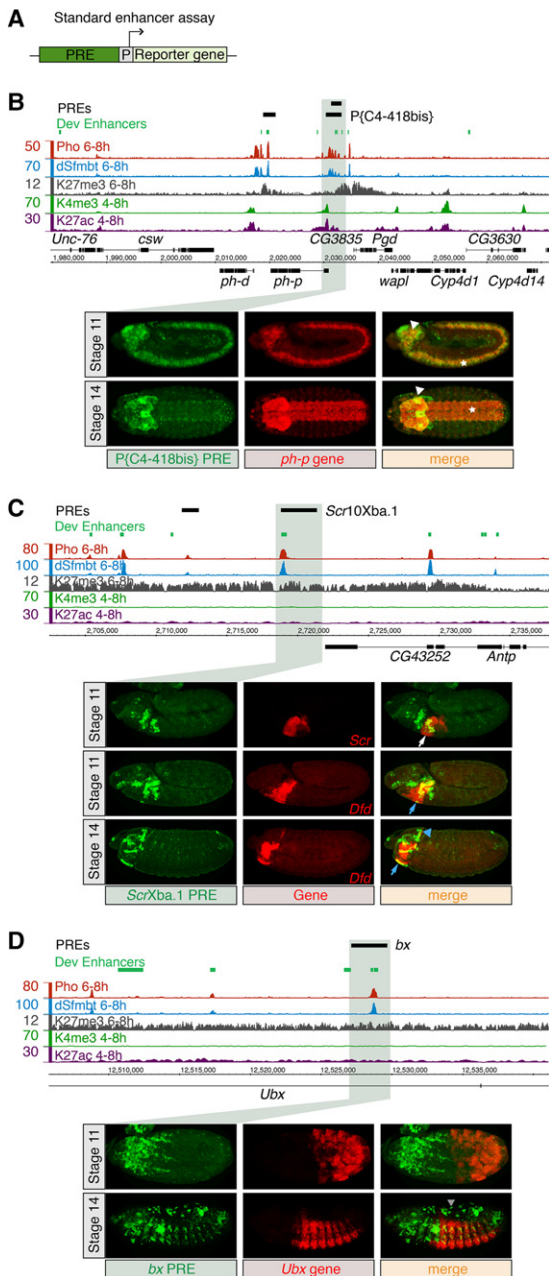 A
Standard enhancer assay
PRE P Reporter gene
B
PREs
P{C4-418bis}
Dev Enhancers
50 Pho 6-8h
70 dSfmbt 6-8h
12 K27me3 6-8h
70 K4me3 4-8h
30 K27ac 4-8h
Unc-76 csw CG3835 Pgd CG3630
1,980,000 1,990,000 2,000,000 2,010,000 2,020,000 2,030,000 2,040,000 2,050,000 2,060,000
ph-d ph-p wapl Cyp4d1 Cyp4d14
Stage 11
Stage 14
P{C4-418bis} PRE ph-p gene merge
C
PREs
Scr10Xba.1
Dev Enhancers
80 Pho 6-8h
100 dSfmbt 6-8h
12 K27me3 6-8h
70 K4me3 4-8h
30 K27ac 4-8h
2,705,000 2,710,000 2,715,000 2,720,000 2,725,000 2,730,000 2,735,000
CG43252 Antp
Stage 11
Scr
Stage 11
Dfd
Stage 14
Dfd
ScrXba.1 PRE Gene merge
D
PREs
bx
Dev Enhancers
80 Pho 6-8h
100 dSfmbt 6-8h
12 K27me3 6-8h
70 K4me3 4-8h
30 K27ac 4-8h
12,510,000 12,515,000 12,520,000 12,525,000 12,530,000 12,535,000
Ubx
Stage 11
Stage 14
bx PRE Ubx gene merge